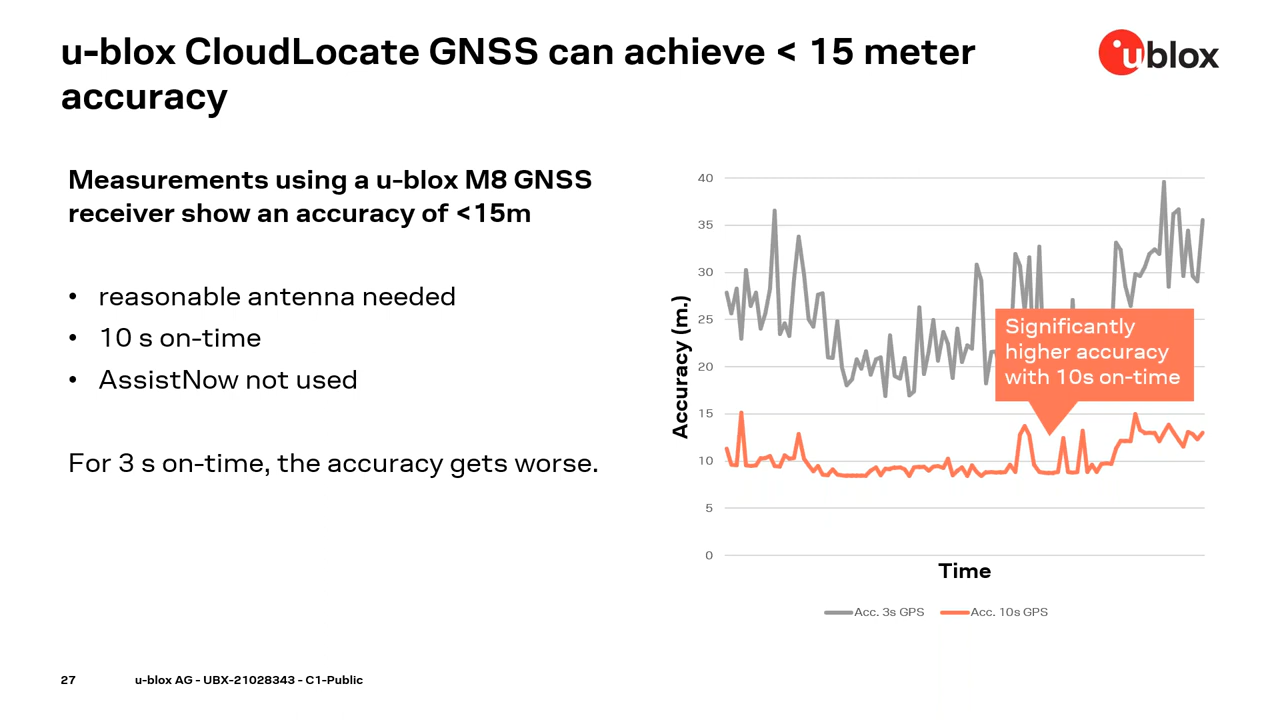 u-blox CloudLocate GNSS can achieve < 15 meter
accuracy
ublox
Measurements using a u-blox M8 GNSS
receiver show an accuracy of <15m
• reasonable antenna needed
• 10 s on-time
• AssistNow not used
For 3 s on-time, the accuracy gets worse.
Accuracy (m.)
40
35
30
25
20
15
10
5
0
Significantly
higher accuracy
with 10s on-time
Time
Acc. 3s GPS
Acc. 10s GPS
27
u-blox AG - UBX-21028343 - C1-Public